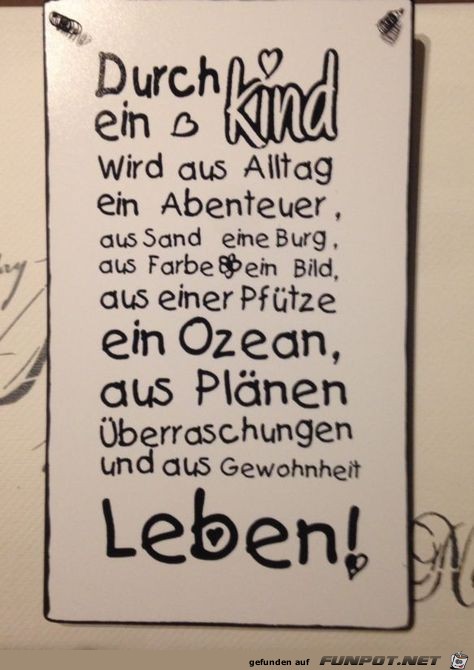 Durch
ein kind
Wird aus Alltag
ein Abenteuer,
aus Sand eine Burg,
aus Farbe ein Bild,
aus einer Pfütze
ein Ozean,
aus Plänen
Überraschungen
und aus Gewohnheit
Leben!
gefunden auf FUNPOT.NET